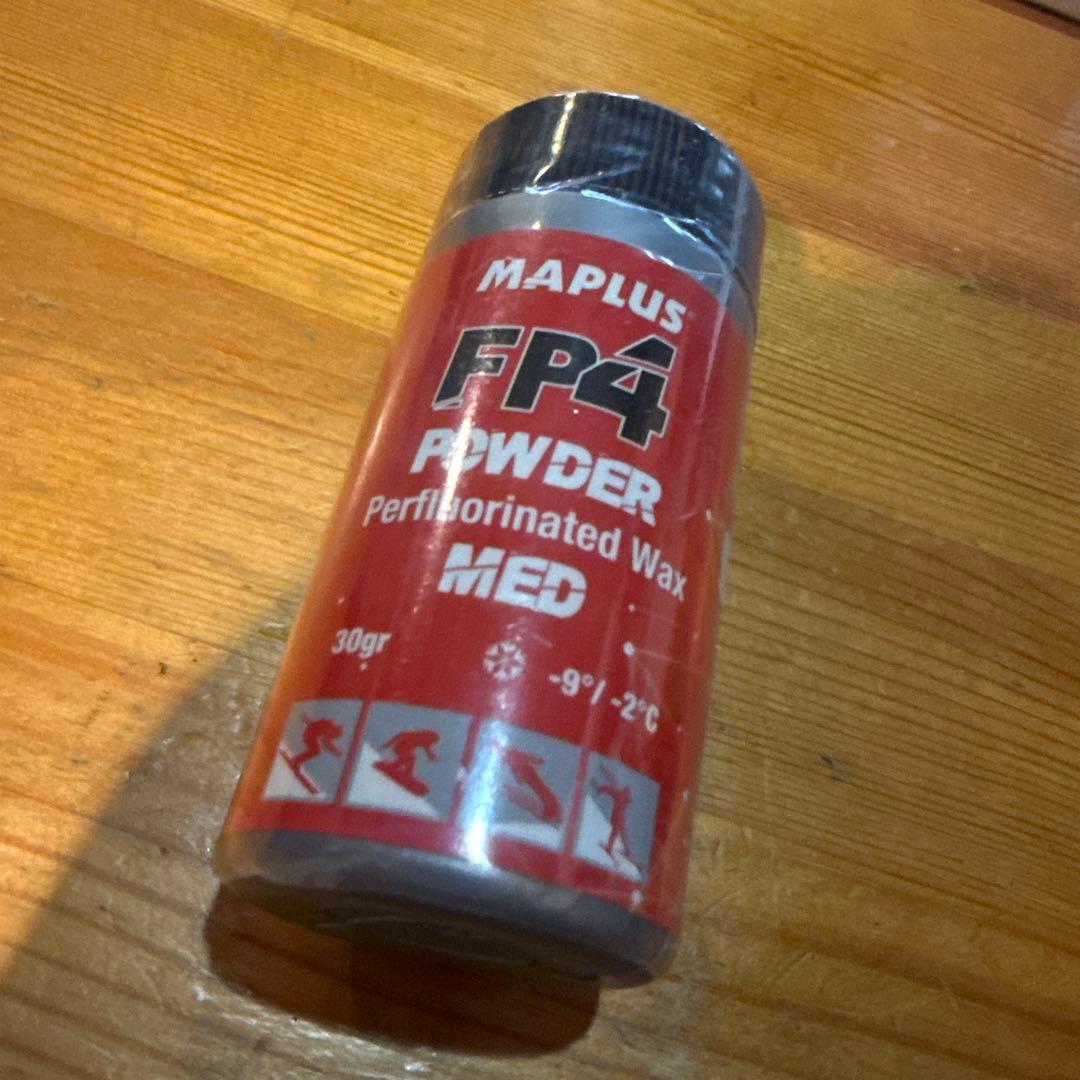 MAPLUS
FP4
POWDER
Perfluorinated Wax
MED
30gr
-9°/ -2°C